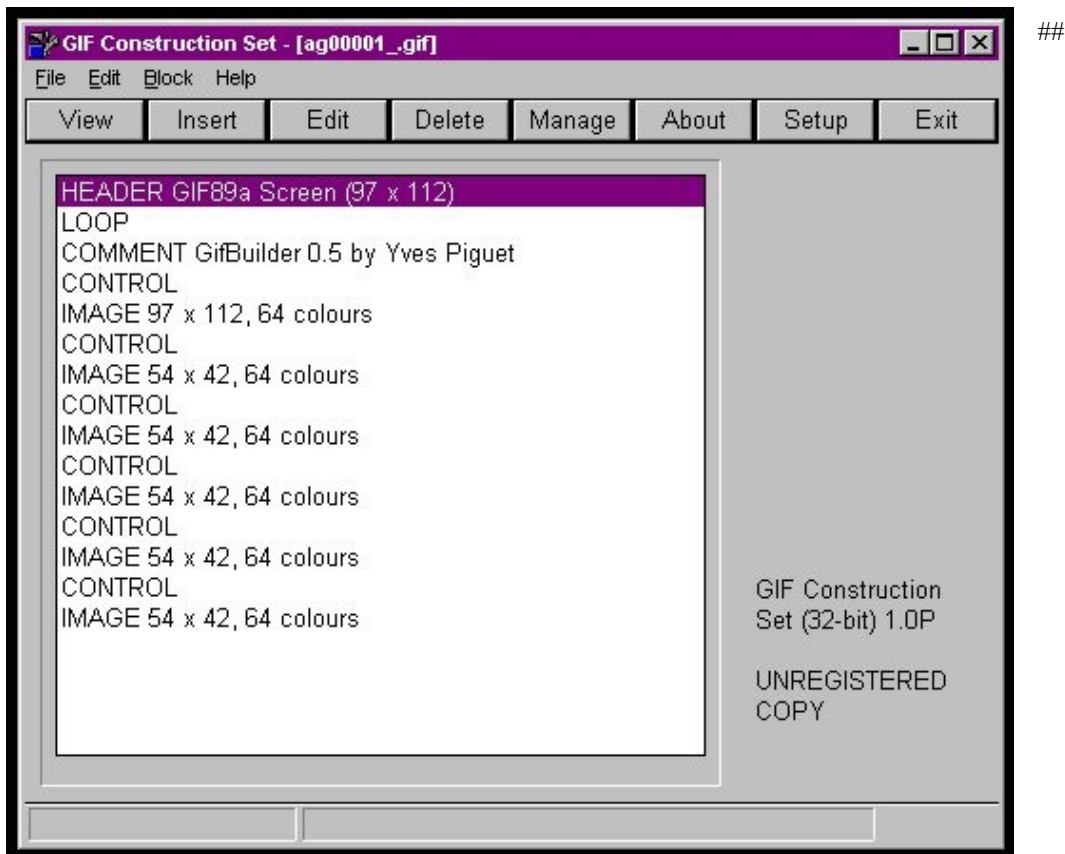 GIF Construction Set - [ag00001_.gif]
##
File Edit Block Help
View Insert Edit Delete Manage About Setup Exit
HEADER GIF89a Screen (97 x 112)
LOOP
COMMENT GifBuilder 0.5 by Yves Piguet
CONTROL
IMAGE 97 x 112, 64 colours
CONTROL
IMAGE 54 x 42, 64 colours
CONTROL
IMAGE 54 x 42, 64 colours
CONTROL
IMAGE 54 x 42, 64 colours
CONTROL
IMAGE 54 x 42, 64 colours
CONTROL
IMAGE 54 x 42, 64 colours
GIF Construction
Set (32-bit) 1.0P
UNREGISTERED
COPY